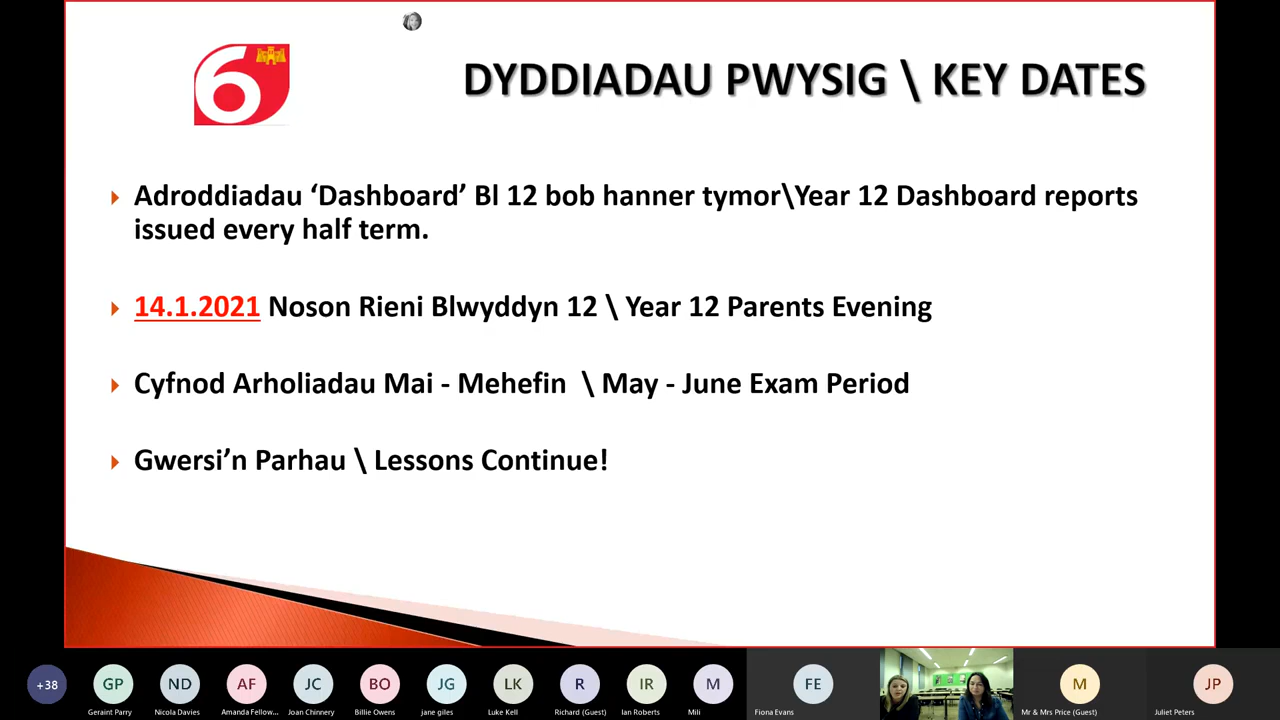 6
DYDDIADAU PWYSIG \ KEY DATES
Adroddiadau ‘Dashboard’ Bl 12 bob hanner tymor\Year 12 Dashboard reports
issued every half term.
14.1.2021 Noson Rieni Blwyddyn 12 \ Year 12 Parents Evening
Cyfnod Arholiadau Mai - Mehefin \ May - June Exam Period
Gwersi’n Parhau \ Lessons Continue!
+38 GP ND AF JC BO JG LK R IR M FE M JP
Geraint Parry Nicola Davies Amanda Fellow... Joan Chinnery Billie Owens jane giles Luke Kell Richard (Guest) Ian Roberts Mili Fiona Evans Mr & Mrs Price (Guest) Juliet Peters